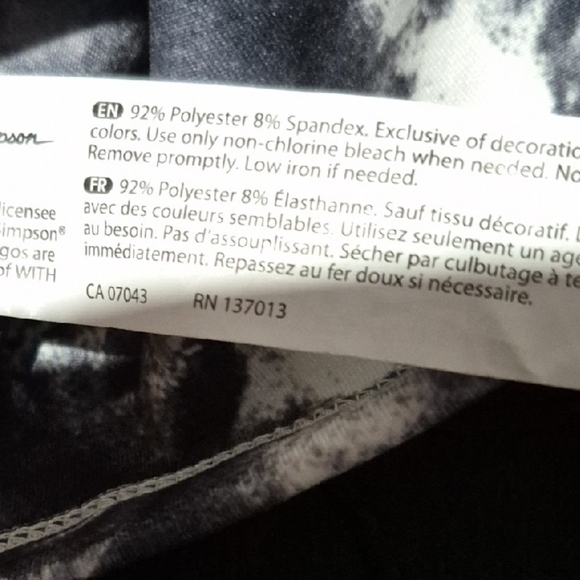 EN 92% Polyester 8% Spandex. Exclusive of decoratio
colors. Use only non-chlorine bleach when needed. No
Remove promptly. Low iron if needed.
FR 92% Polyester 8% Élasthanne. Sauf tissu décoratif. L
avec des couleurs semblables. Utilisez seulement un age
au besoin. Pas d'assouplissant. Sécher par culbutage à te
immédiatement. Repassez au fer doux si nécessaire.
CA 07043 RN 137013
pson
licensee
Simpson®
gos are
of WITH